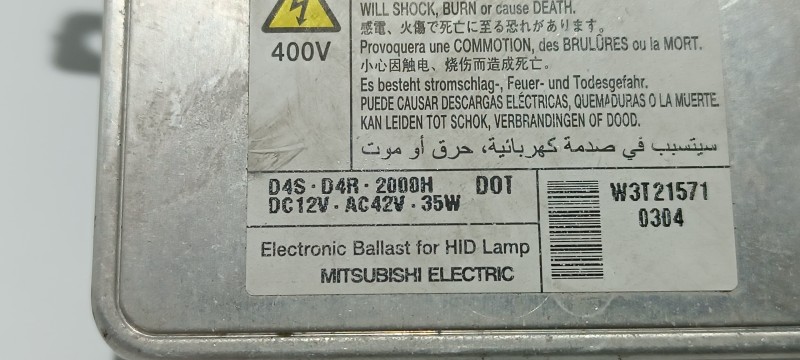 WILL SHOCK, BURN or cause DEATH.
感電、火傷で死亡に至る恐れがあります。
Provoquera une COMMOTION, des BRULÛRES ou la MORT.
小心因触电、烧伤而造成死亡。
Es besteht stromschlag-, Feuer- und Todesgefahr.
PUEDE CAUSAR DESCARGAS ELÉCTRICAS, QUEMADURAS O LA MUERTE.
KAN LEIDEN TOT SCHOK, VERBRANDINGEN OF DOOD.
سيتسبب في صدمة كهربائية، حرق أو موت
400V
D4S · D4R · 2000H DOT
DC12V · AC42V · 35W
W3T21571
0304
Electronic Ballast for HID Lamp
MITSUBISHI ELECTRIC